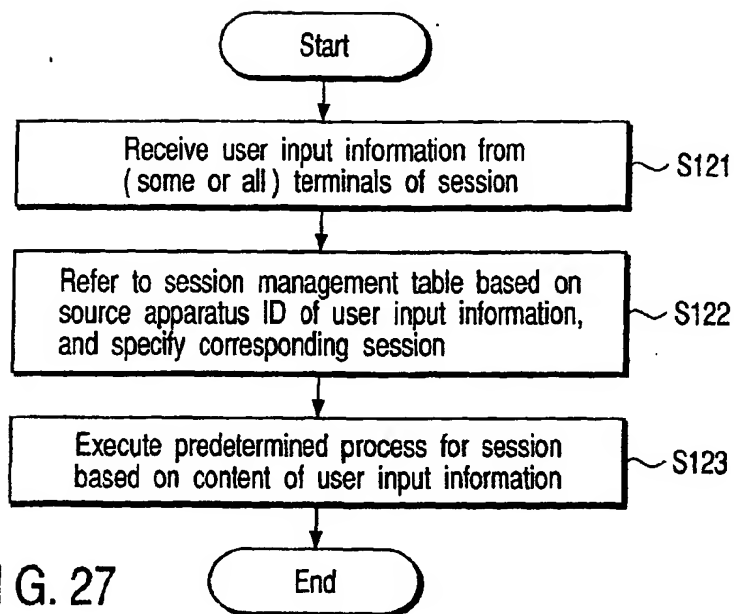 Start
Receive user input information from
( some or all ) terminals of session
S121
Refer to session management table based on
source apparatus ID of user input information,
and specify corresponding session
S122
Execute predetermined process for session
based on content of user input information
S123
End
G. 27